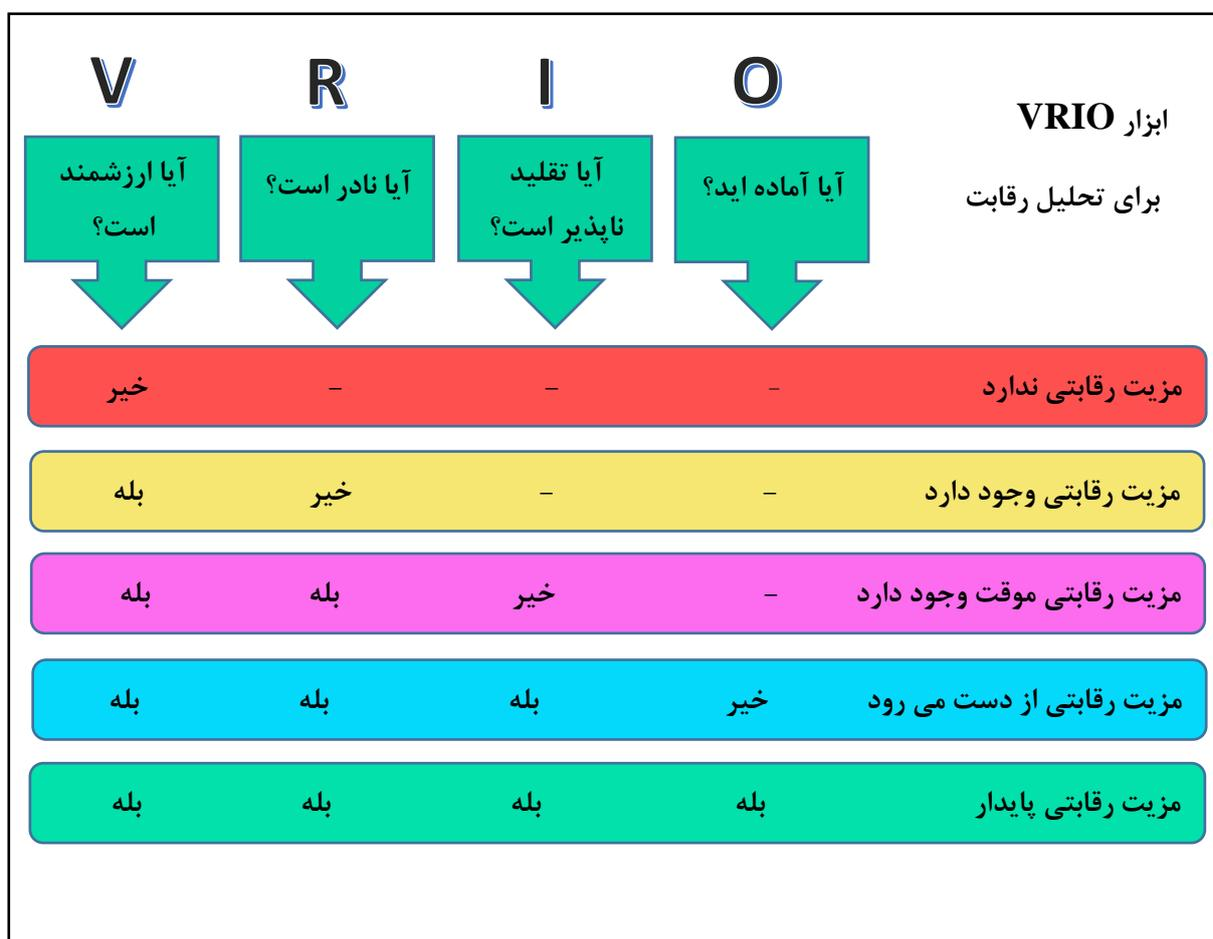 V R I O
ابزار VRIO
برای تحلیل رقابت
آیا ارزشمند
است؟
آیا نادر است؟
آیا تقلید
ناپذیر است؟
آیا آماده اید؟
مزیت رقابتی ندارد - - - خیر
مزیت رقابتی وجود دارد - - خیر بله
مزیت رقابتی موقت وجود دارد - خیر بله بله
مزیت رقابتی از دست می رود خیر بله بله بله
مزیت رقابتی پایدار بله بله بله بله